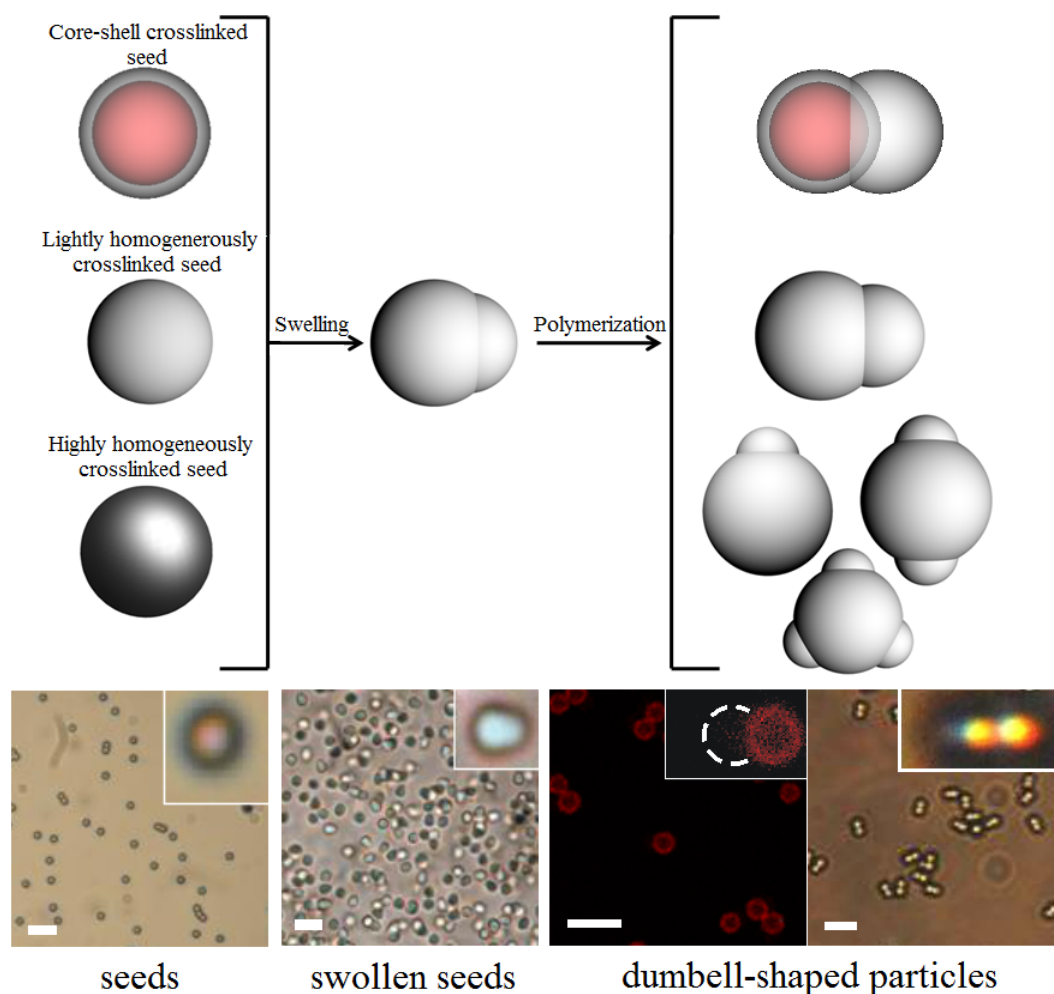 Core-shell crosslinked
seed
Lightly homogenerously
crosslinked seed
Swelling
Polymerization
Highly homogeneously
crosslinked seed
seeds
swollen seeds
dumbell-shaped particles